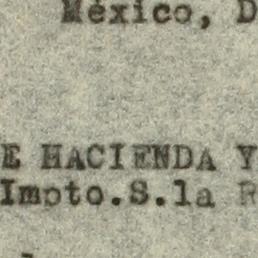 México, D
E HACIENDA Y
Impto.S.la R